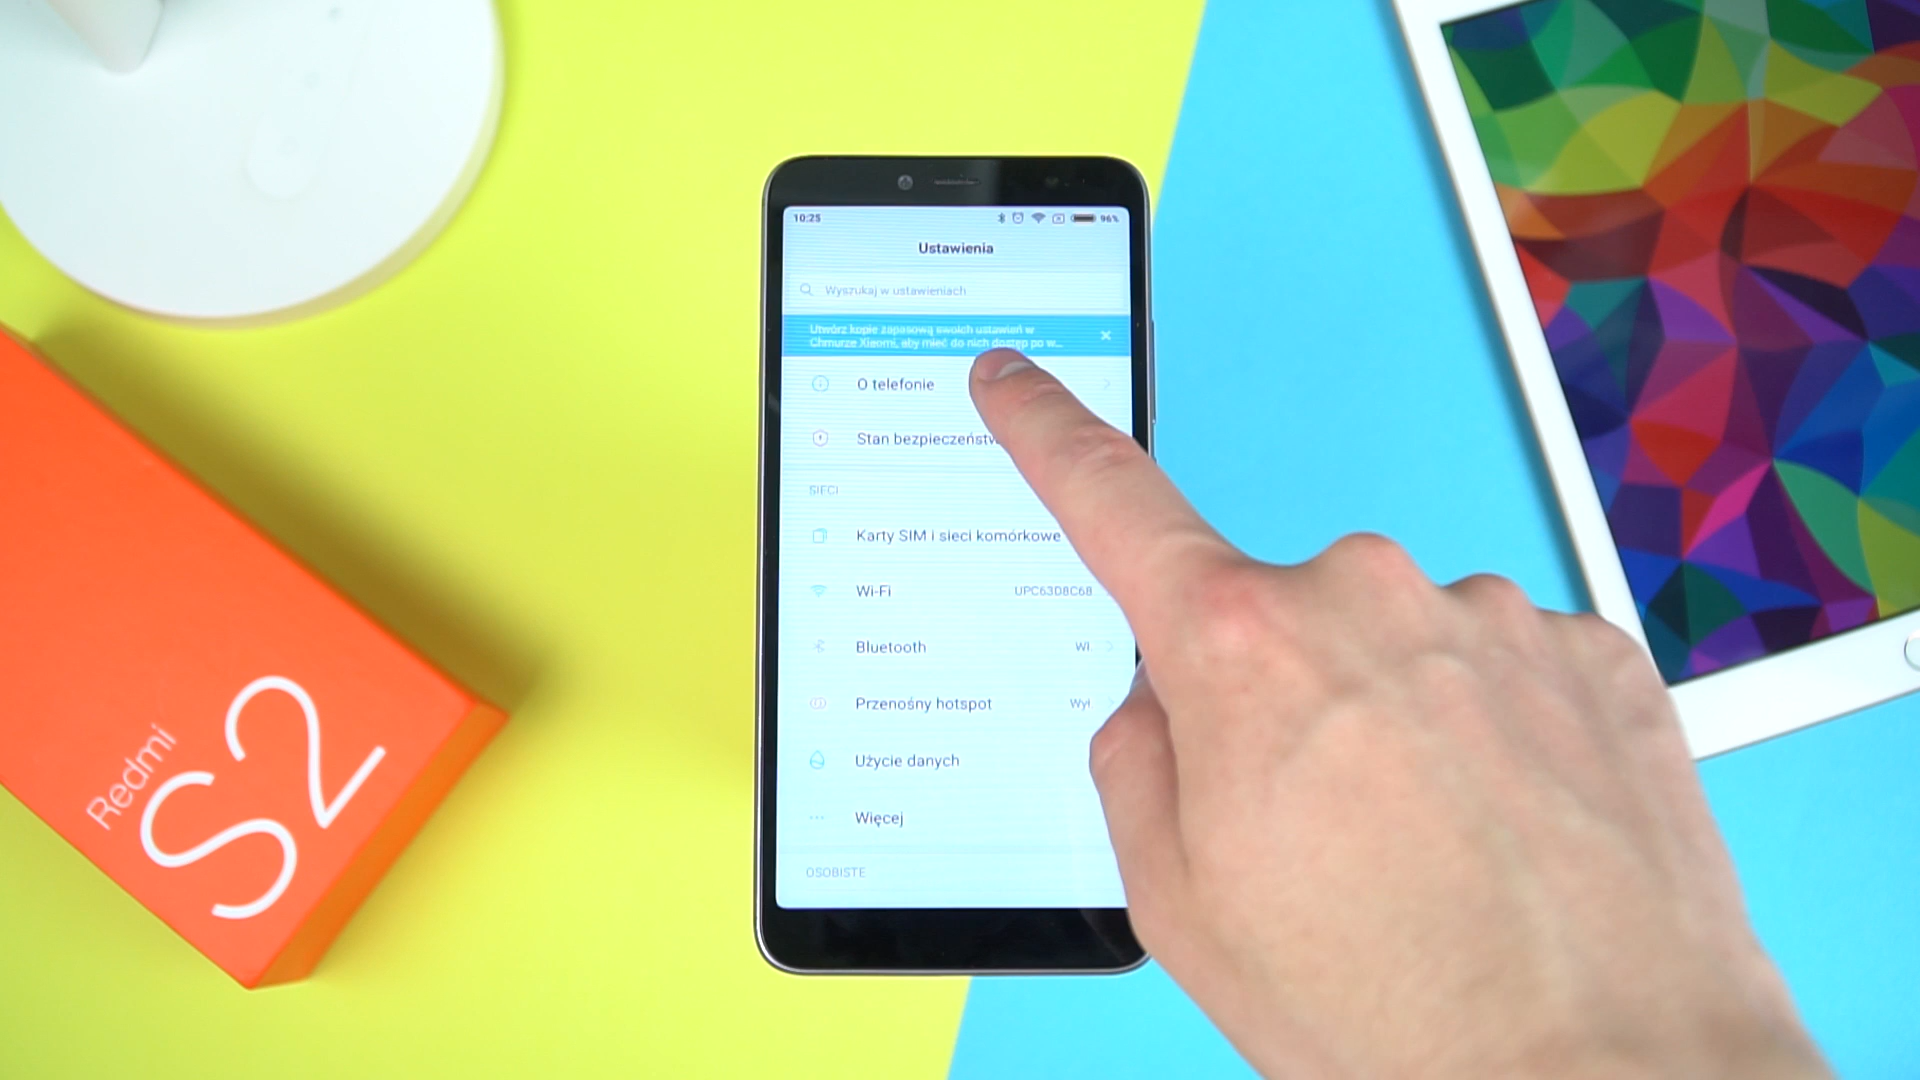 10:25
96%
Ustawienia
Wyszukaj w ustawieniach
Utwórz kopie zapasową swoich ustawień w
Chmurze Xiaomi, aby mieć do nich dostęp po w...
O telefonie
Stan bezpieczeństw
SIECI
Karty SIM i sieci komórkowe
Wi-Fi UPC63D8C68
Bluetooth Wł.
Przenośny hotspot Wył.
Użycie danych
Więcej
OSOBISTE
Redmi
S2